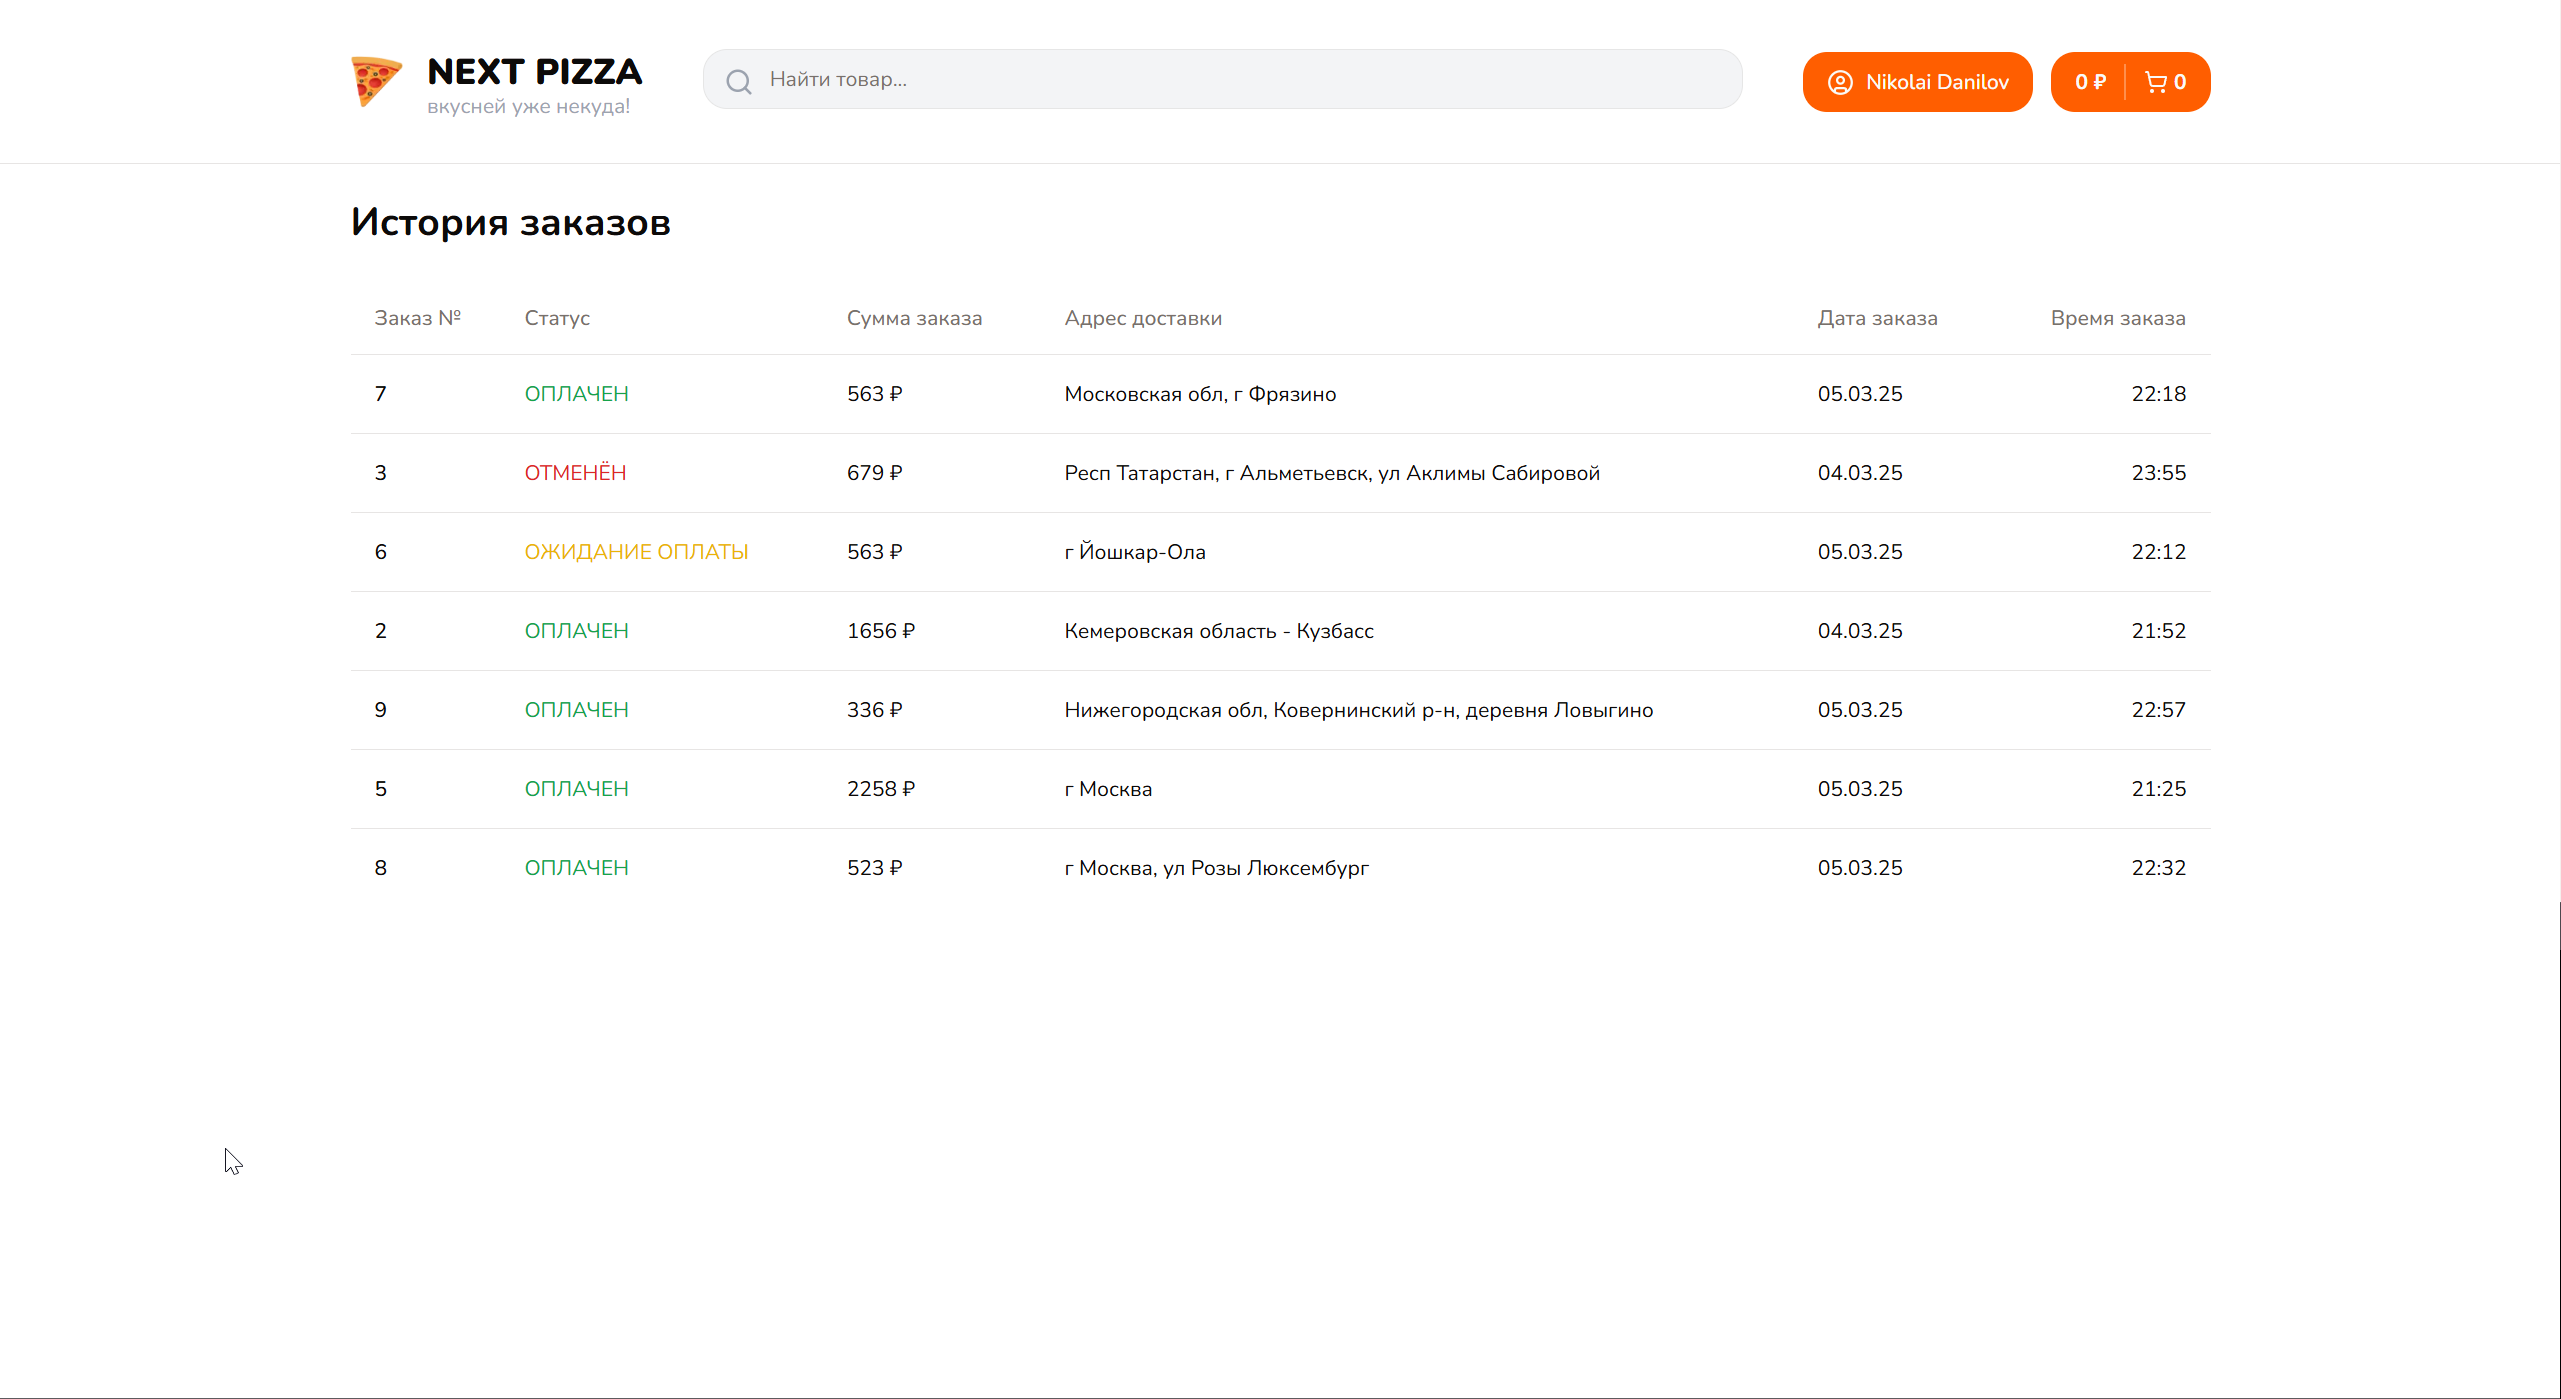 NEXT PIZZA
вкусней уже некуда!
Найти товар...
Nikolai Danilov
0 ₽ 0
История заказов
Заказ № Статус Сумма заказа Адрес доставки Дата заказа Время заказа
7 ОПЛАЧЕН 563 ₽ Московская обл, г Фрязино 05.03.25 22:18
3 ОТМЕНЁН 679 ₽ Респ Татарстан, г Альметьевск, ул Аклимы Сабировой 04.03.25 23:55
6 ОЖИДАНИЕ ОПЛАТЫ 563 ₽ г Йошкар-Ола 05.03.25 22:12
2 ОПЛАЧЕН 1656 ₽ Кемеровская область - Кузбасс 04.03.25 21:52
9 ОПЛАЧЕН 336 ₽ Нижегородская обл, Ковернинский р-н, деревня Ловыгино 05.03.25 22:57
5 ОПЛАЧЕН 2258 ₽ г Москва 05.03.25 21:25
8 ОПЛАЧЕН 523 ₽ г Москва, ул Розы Люксембург 05.03.25 22:32